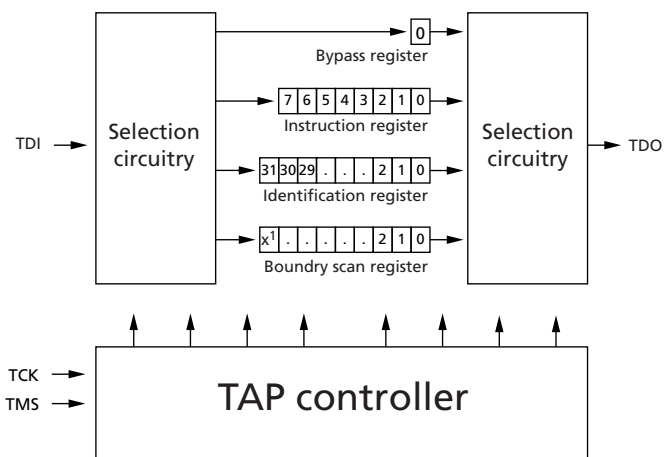 0
Bypass register
7 6 5 4 3 2 1 0
Instruction register
TDI
Selection
circuitry
Selection
circuitry
TDO
31 30 29 . . . 2 1 0
Identification register
x¹ . . . . . 2 1 0
Boundry scan register
TCK
TMS
TAP controller